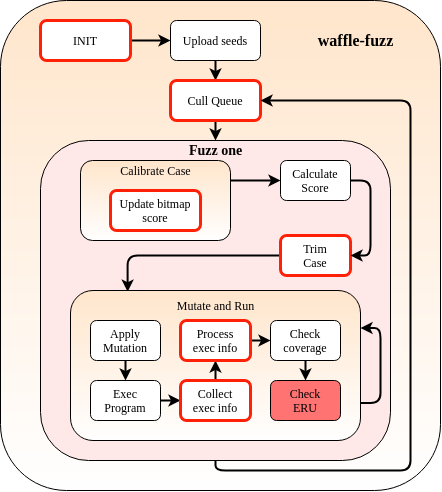 INIT
Upload seeds
waffle-fuzz
Cull Queue
Fuzz one
Calibrate Case
Update bitmap
score
Calculate
Score
Trim
Case
Mutate and Run
Apply
Mutation
Process
exec info
Check
coverage
Exec
Program
Collect
exec info
Check
ERU